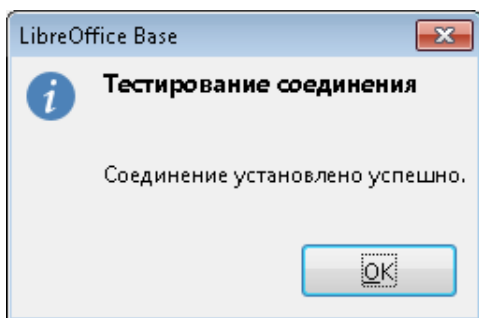 LibreOffice Base
Тестирование соединения
Соединение установлено успешно.
OK